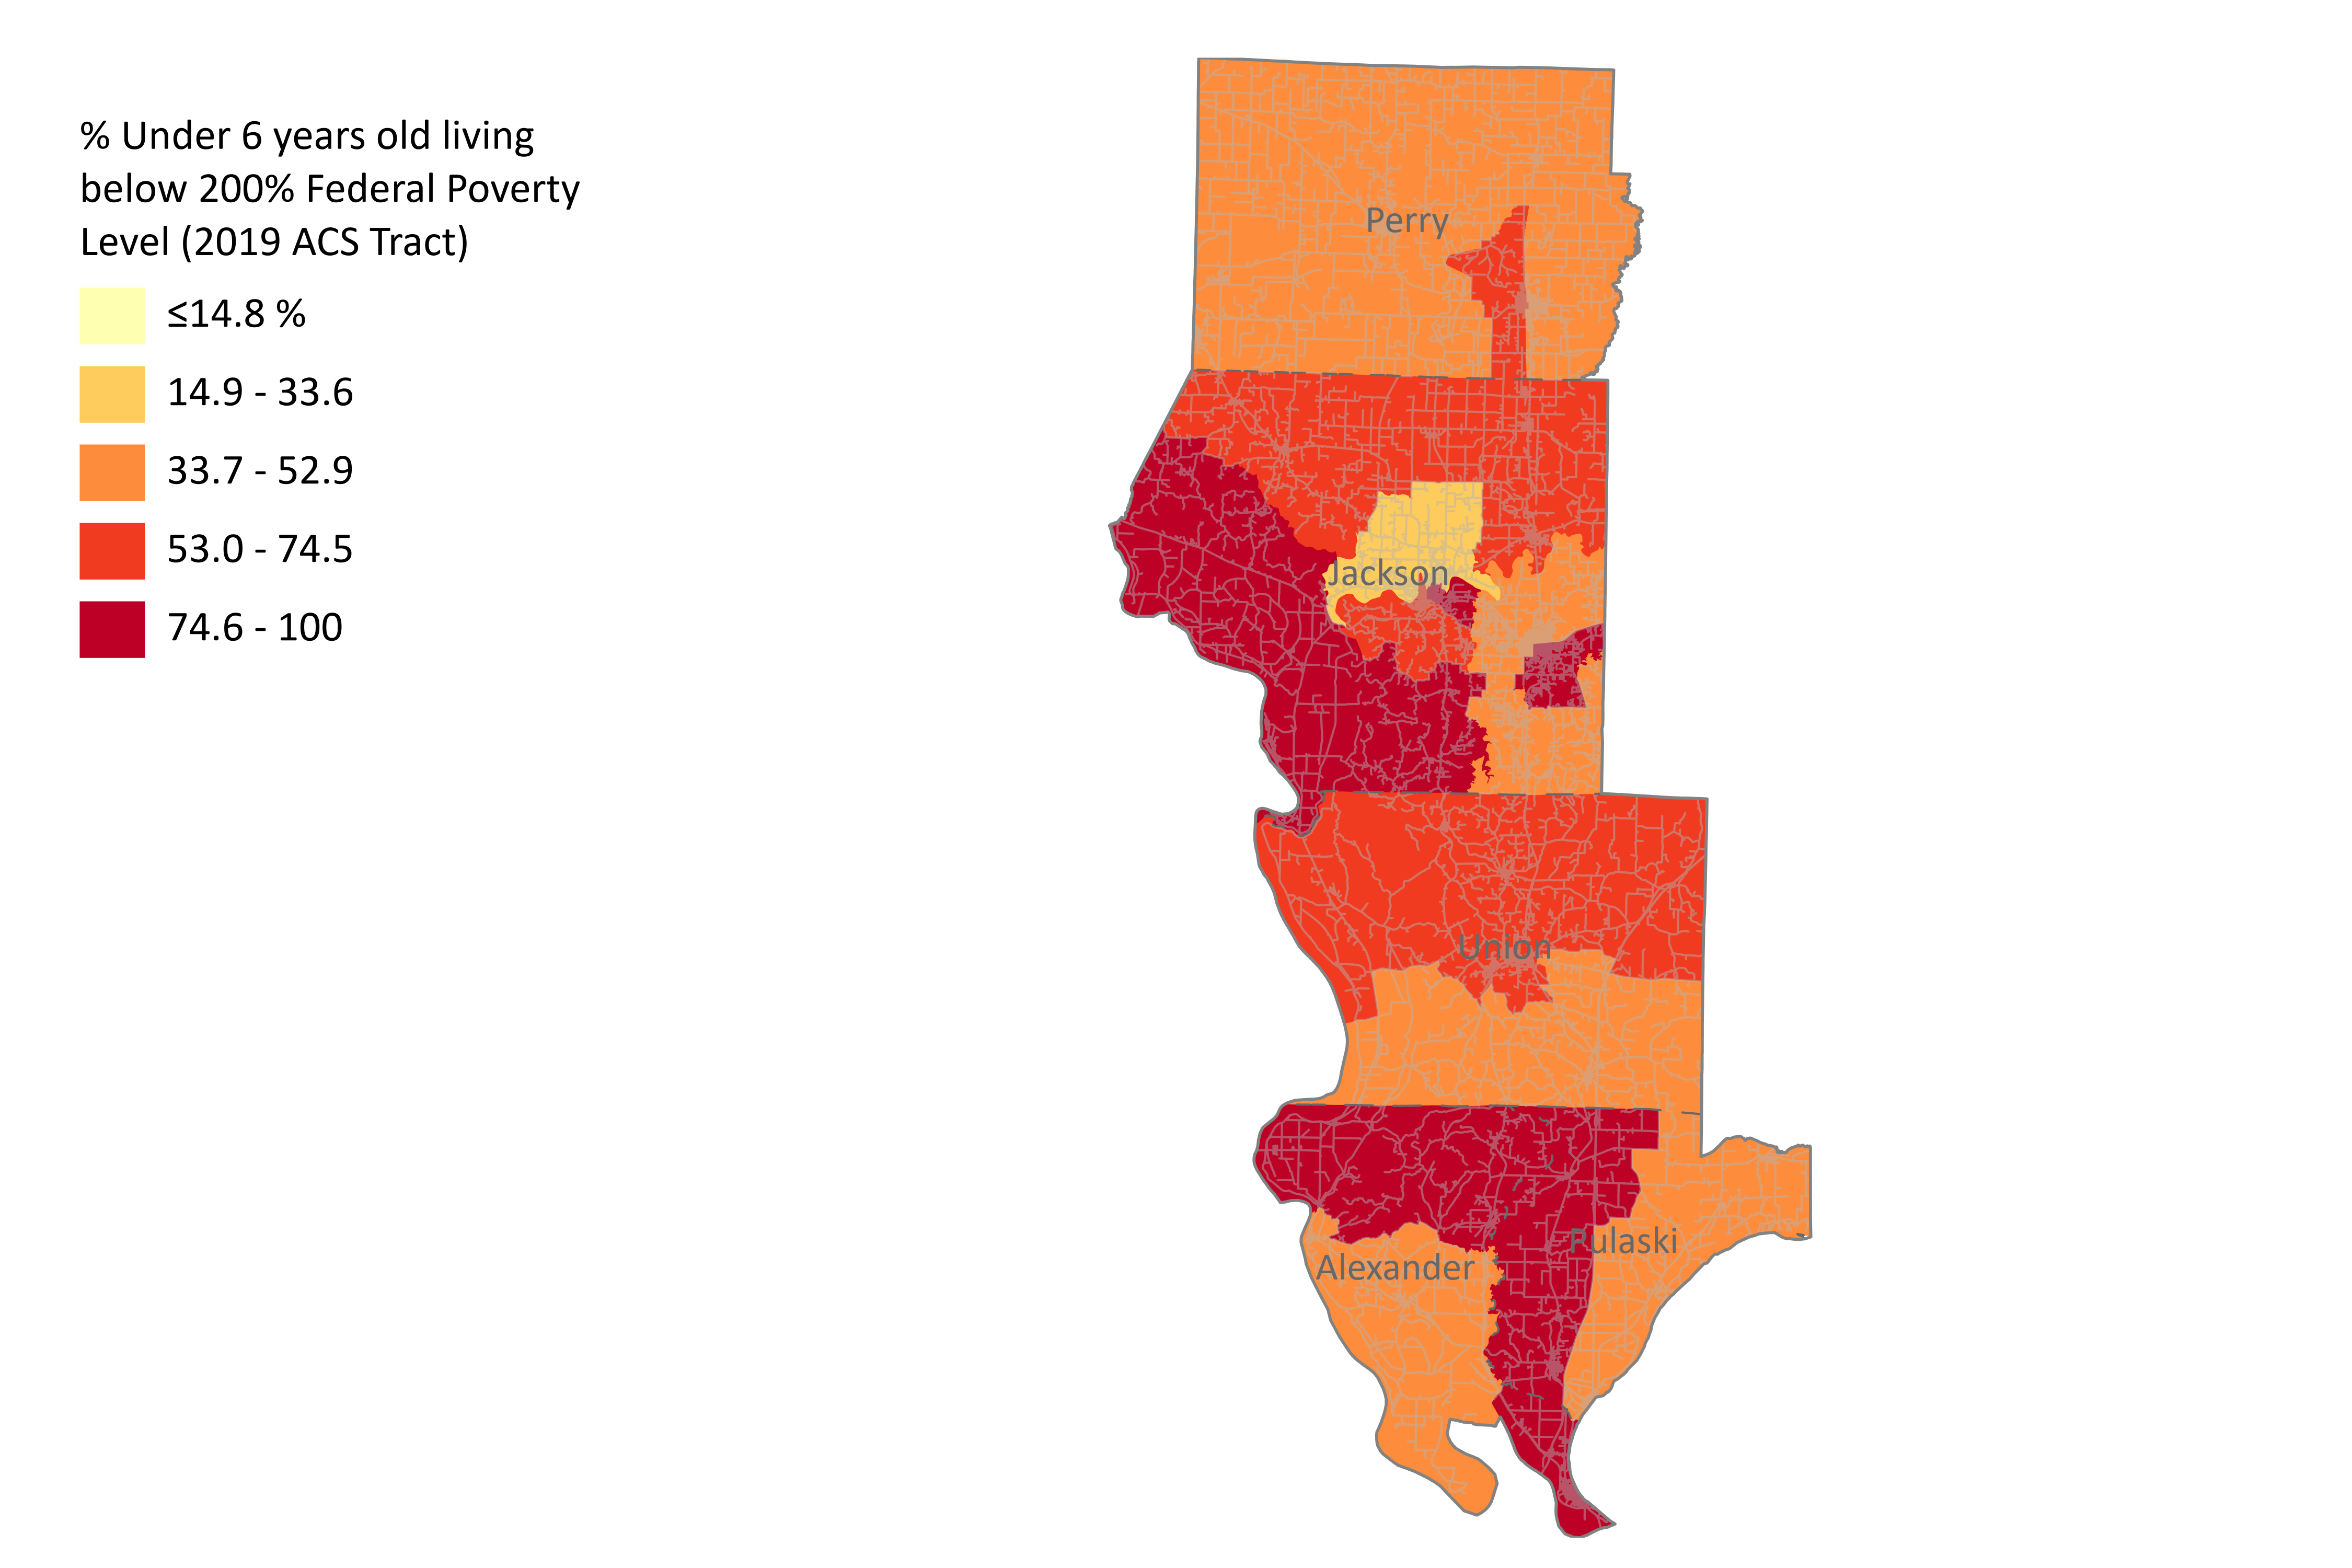 % Under 6 years old living
below 200% Federal Poverty
Level (2019 ACS Tract)
≤14.8 %
14.9 - 33.6
33.7 - 52.9
53.0 - 74.5
74.6 - 100
Perry
Jackson
Union
Pulaski
Alexander